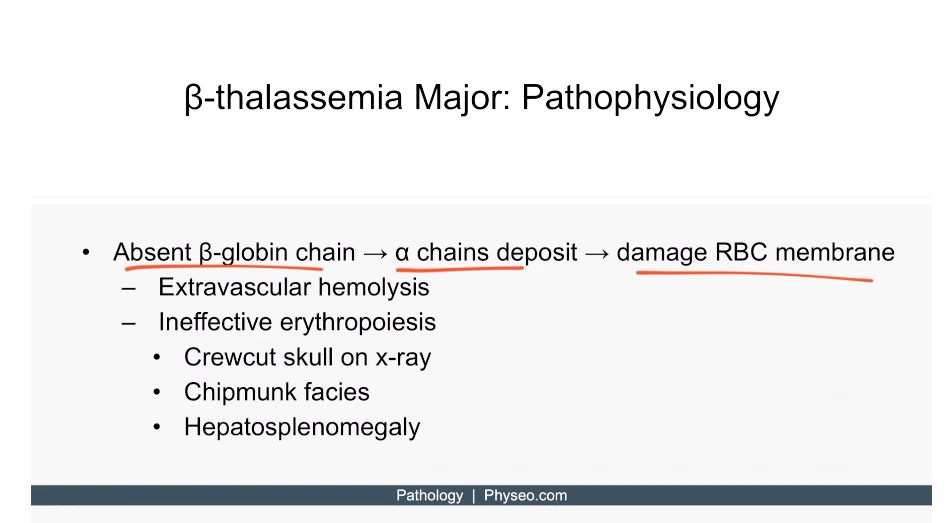 β-thalassemia Major: Pathophysiology
• Absent β-globin chain → α chains deposit → damage RBC membrane
– Extravascular hemolysis
– Ineffective erythropoiesis
• Crewcut skull on x-ray
• Chipmunk facies
• Hepatosplenomegaly
Pathology | Physeo.com